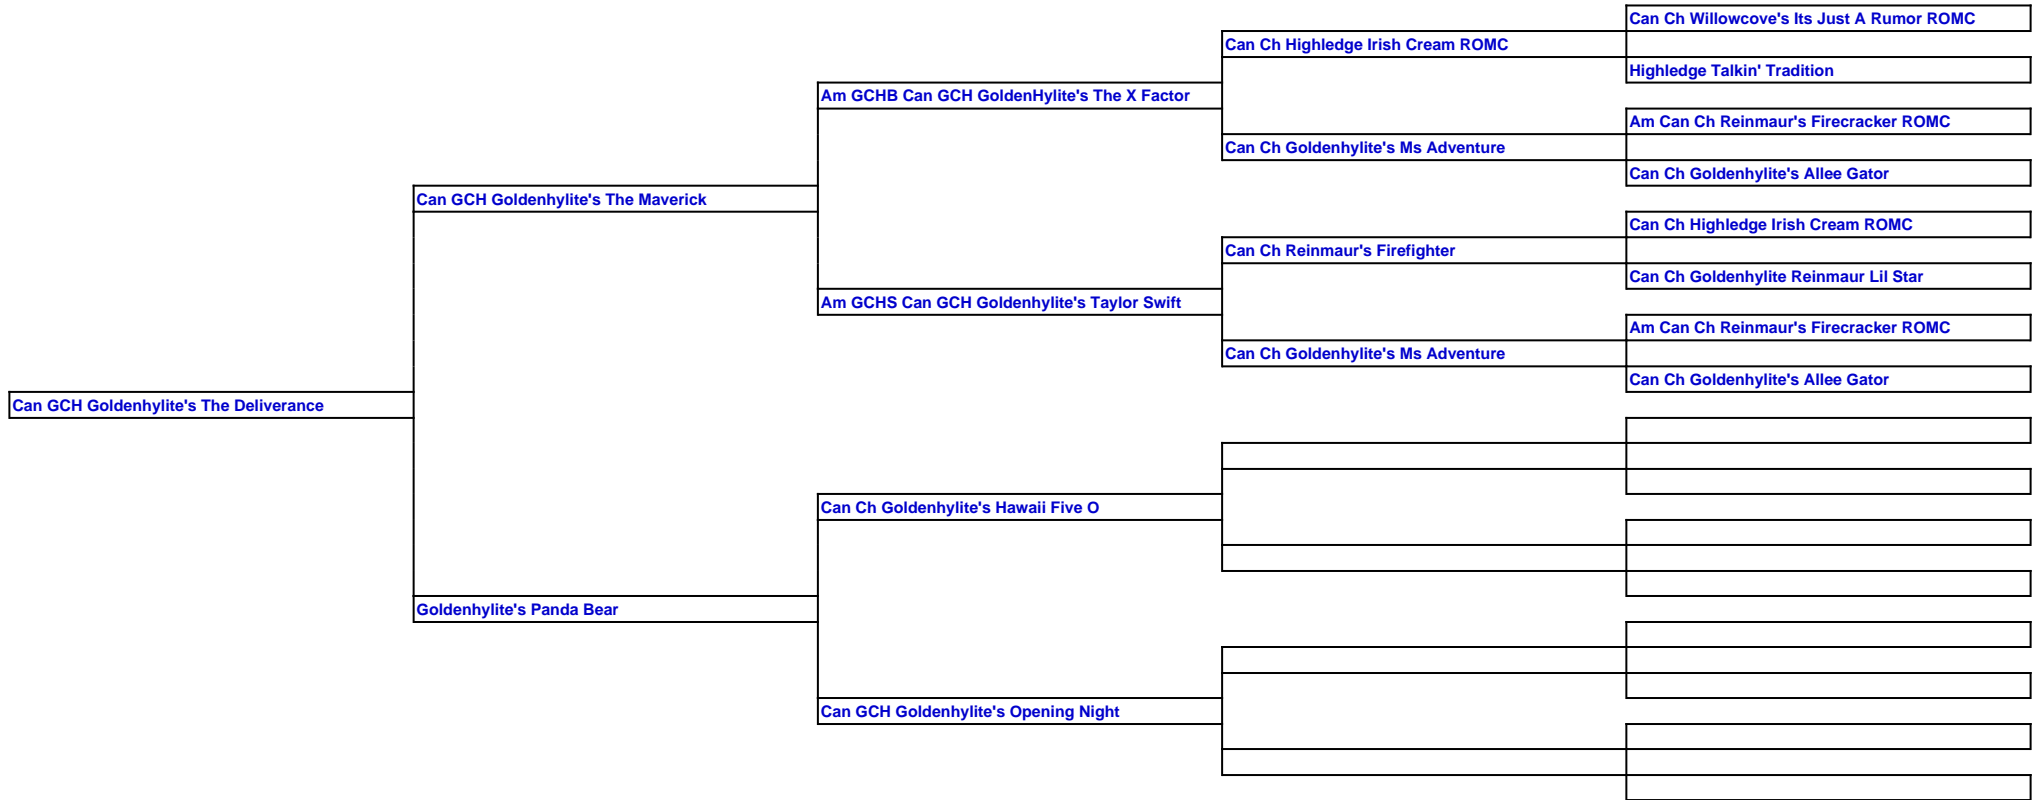 Can Ch Willowcove's Its Just A Rumor ROMC
Can Ch Highledge Irish Cream ROMC
Highledge Talkin' Tradition
Am GCHB Can GCH GoldenHylite's The X Factor
Am Can Ch Reinmaur's Firecracker ROMC
Can Ch Goldenhylite's Ms Adventure
Can Ch Goldenhylite's Allee Gator
Can GCH Goldenhylite's The Maverick
Can Ch Highledge Irish Cream ROMC
Can Ch Reinmaur's Firefighter
Can Ch Goldenhylite Reinmaur Lil Star
Am GCHS Can GCH Goldenhylite's Taylor Swift
Am Can Ch Reinmaur's Firecracker ROMC
Can Ch Goldenhylite's Ms Adventure
Can Ch Goldenhylite's Allee Gator
Can GCH Goldenhylite's The Deliverance
Can Ch Goldenhylite's Hawaii Five O
Goldenhylite's Panda Bear
Can GCH Goldenhylite's Opening Night